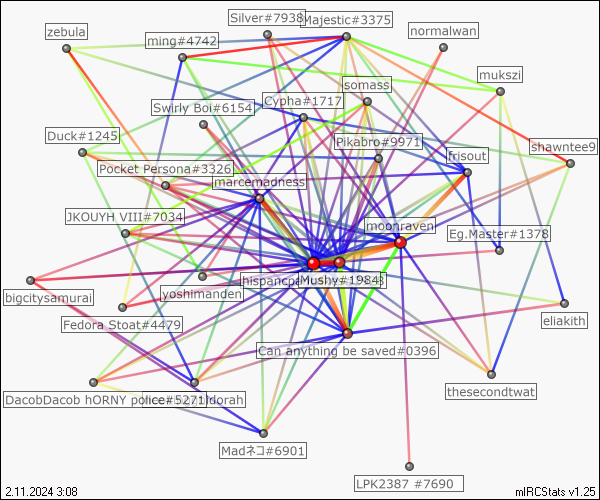 Silver#7938
Majestic#3375
normalwan
zebula
ming#4742
mukszi
somass
Cypha#1717
Swirly Boi#6154
Duck#1245
Pikabro#9971
shawntee9
frisout
Pocket Persona#3326
marcemadness
JKOUYH VIII#7034
moonraven
Eg.Master#1378
hispancpa
Mushy#1984
yoshimanden
bigcitysamurai
Fedora Stoat#4479
eliakith
Can anything be saved#0396
DacobDacob hORNY police#5271
ldorah
thesecondtwat
Madネコ#6901
LPK2387 #7690
2.11.2024 3:08
mIRCStats v1.25